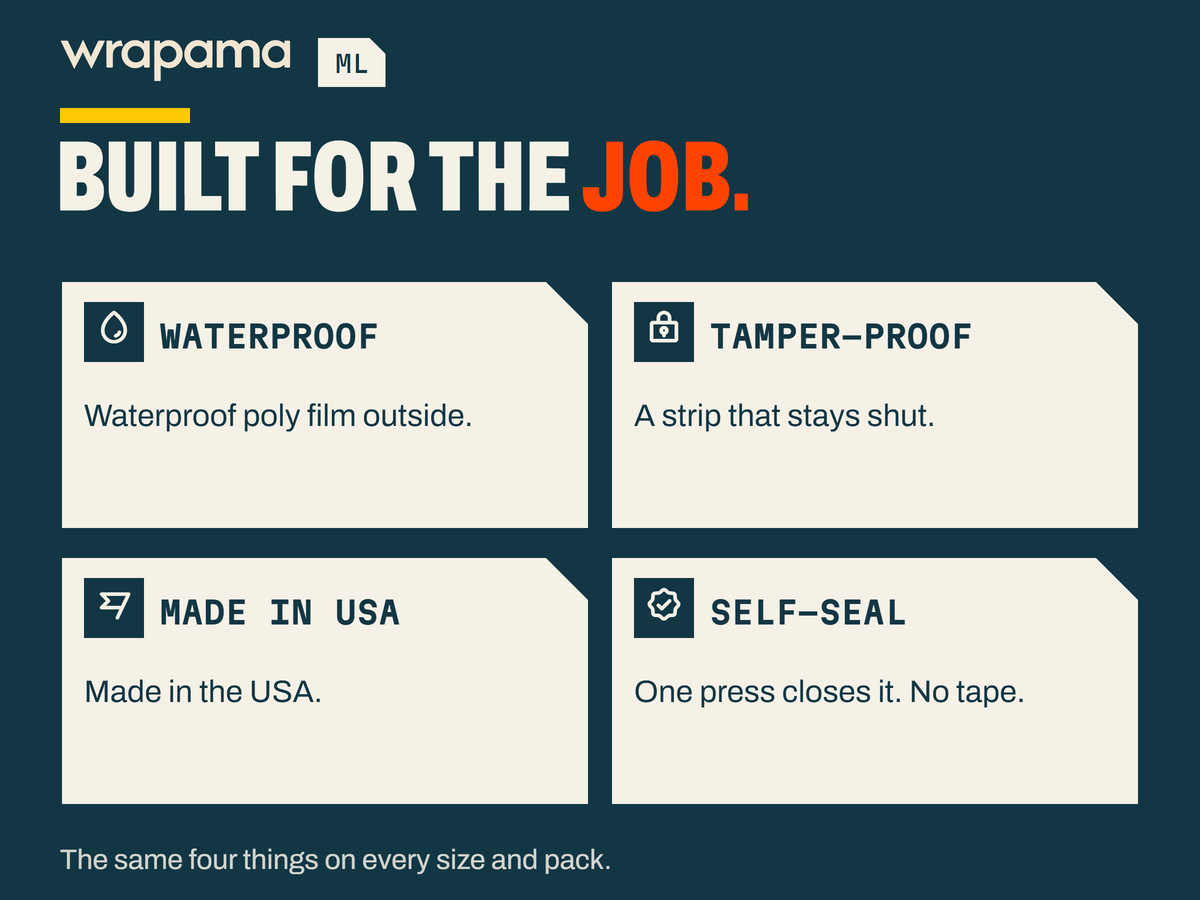 wrapama
ML
BUILT FOR THE JOB.
WATERPROOF
Waterproof poly film outside.
TAMPER–PROOF
A strip that stays shut.
MADE IN USA
Made in the USA.
SELF–SEAL
One press closes it. No tape.
The same four things on every size and pack.